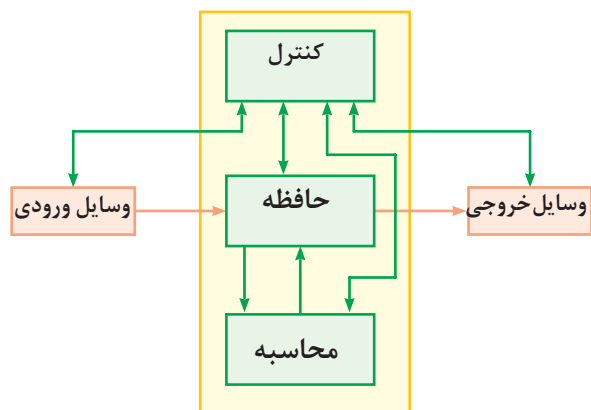 کنترل
حافظه
وسایل خروجی
وسایل ورودی
محاسبه